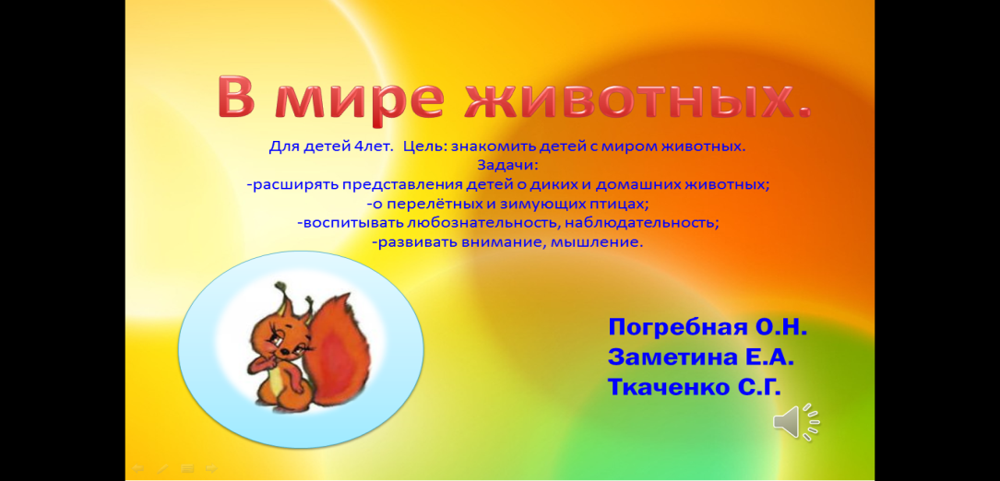 В мире животных.
Для детей 4лет. Цель: знакомить детей с миром животных.
Задачи:
-расширять представления детей о диких и домашних животных;
-о перелётных и зимующих птицах;
-воспитывать любознательность, наблюдательность;
-развивать внимание, мышление.
Погребная О.Н.
Заметина Е.А.
Ткаченко С.Г.